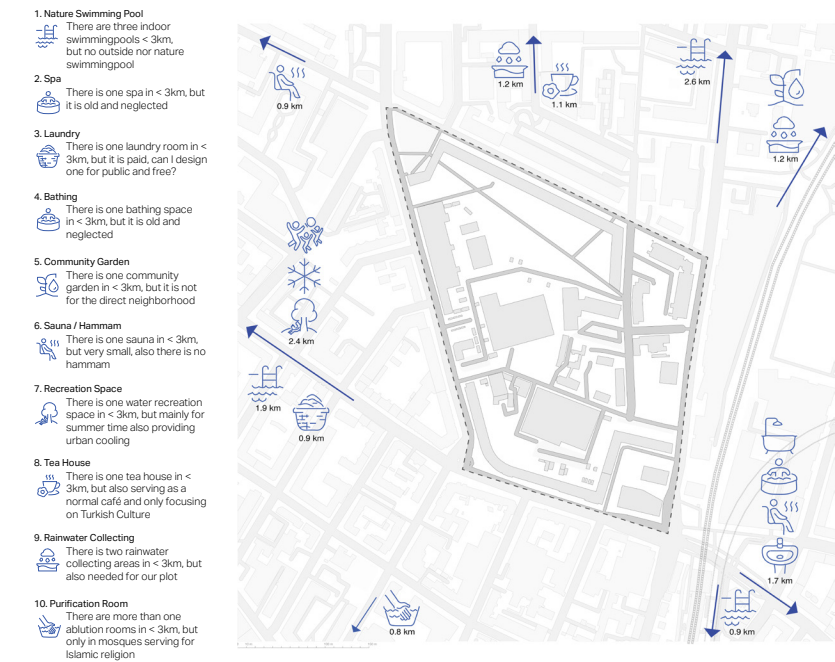 1. Nature Swimming Pool
There are three indoor
swimmingpools < 3km,
but no outside nor nature
swimmingpool
2. Spa
There is one spa in < 3km, but
it is old and neglected
3. Laundry
There is one laundry room in <
3km, but it is paid, can I design
one for public and free?
4. Bathing
There is one bathing space
in < 3km, but it is old and
neglected
5. Community Garden
There is one community
garden in < 3km, but it is not
for the direct neighborhood
6. Sauna / Hammam
There is one sauna in < 3km,
but very small, also there is no
hammam
7. Recreation Space
There is one water recreation
space in < 3km, but mainly for
summer time also providing
urban cooling
8. Tea House
There is one tea house in <
3km, but also serving as a
normal café and only focusing
on Turkish Culture
9. Rainwater Collecting
There is two rainwater
collecting areas in < 3km, but
also needed for our plot
10. Purification Room
There are more than one
ablution rooms in < 3km, but
only in mosques serving for
Islamic religion
0.9 km
1.2 km
1.1 km
2.6 km
1.2 km
2.4 km
1.9 km
0.9 km
1.7 km
0.8 km
0.9 km